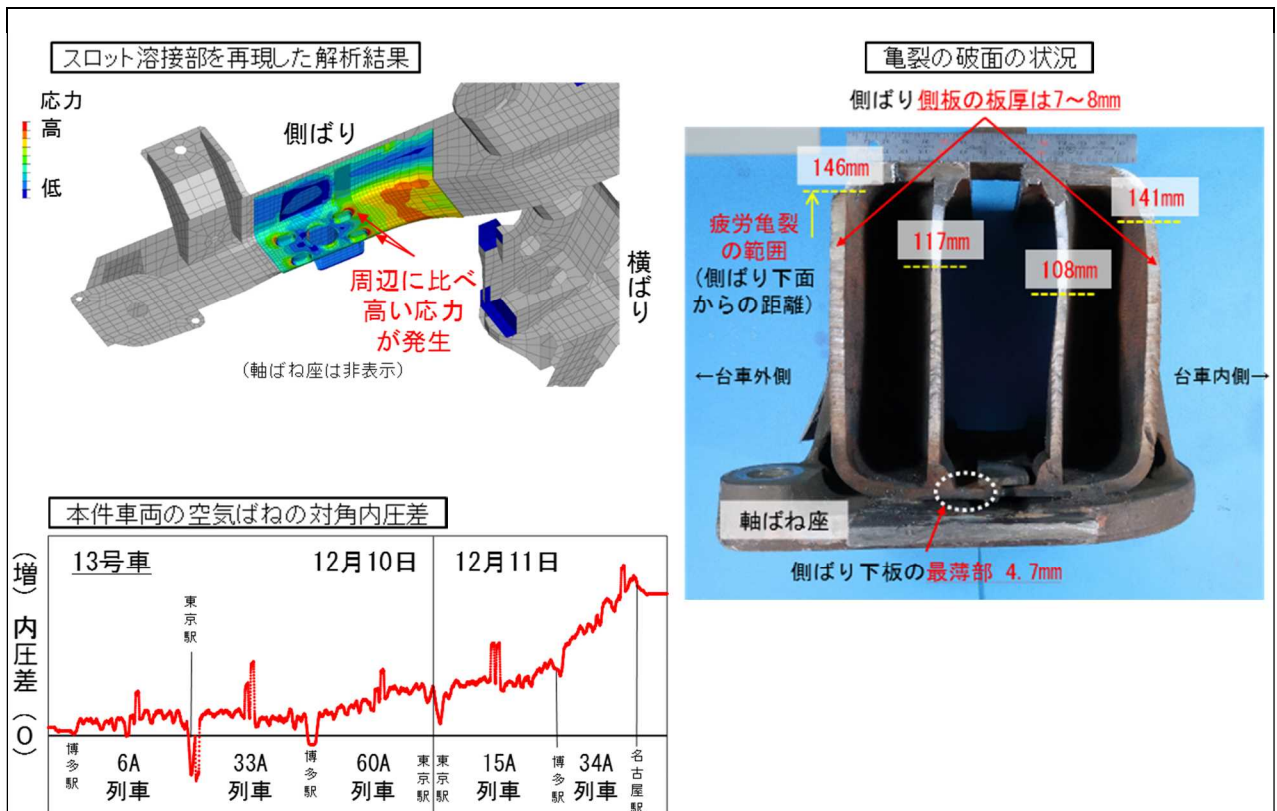 スロット溶接部を再現した解析結果
応力
高
低
側ばり
横ばり
周辺に比べ
高い応力
が発生
(軸ばね座は非表示)
亀裂の破面の状況
側ばり側板の板厚は7～8mm
146mm
141mm
疲労亀裂
の範囲
(側ばり下面
からの距離)
117mm
108mm
←台車外側
台車内側→
軸ばね座
側ばり下板の最薄部 4.7mm
本件車両の空気ばねの対角内圧差
(増) 内圧差 (0)
13号車
12月10日
12月11日
東京駅
博多駅
6A
列車
33A
列車
博多駅
60A
列車
東京駅
東京駅
15A
列車
博多駅
34A
列車
名古屋駅